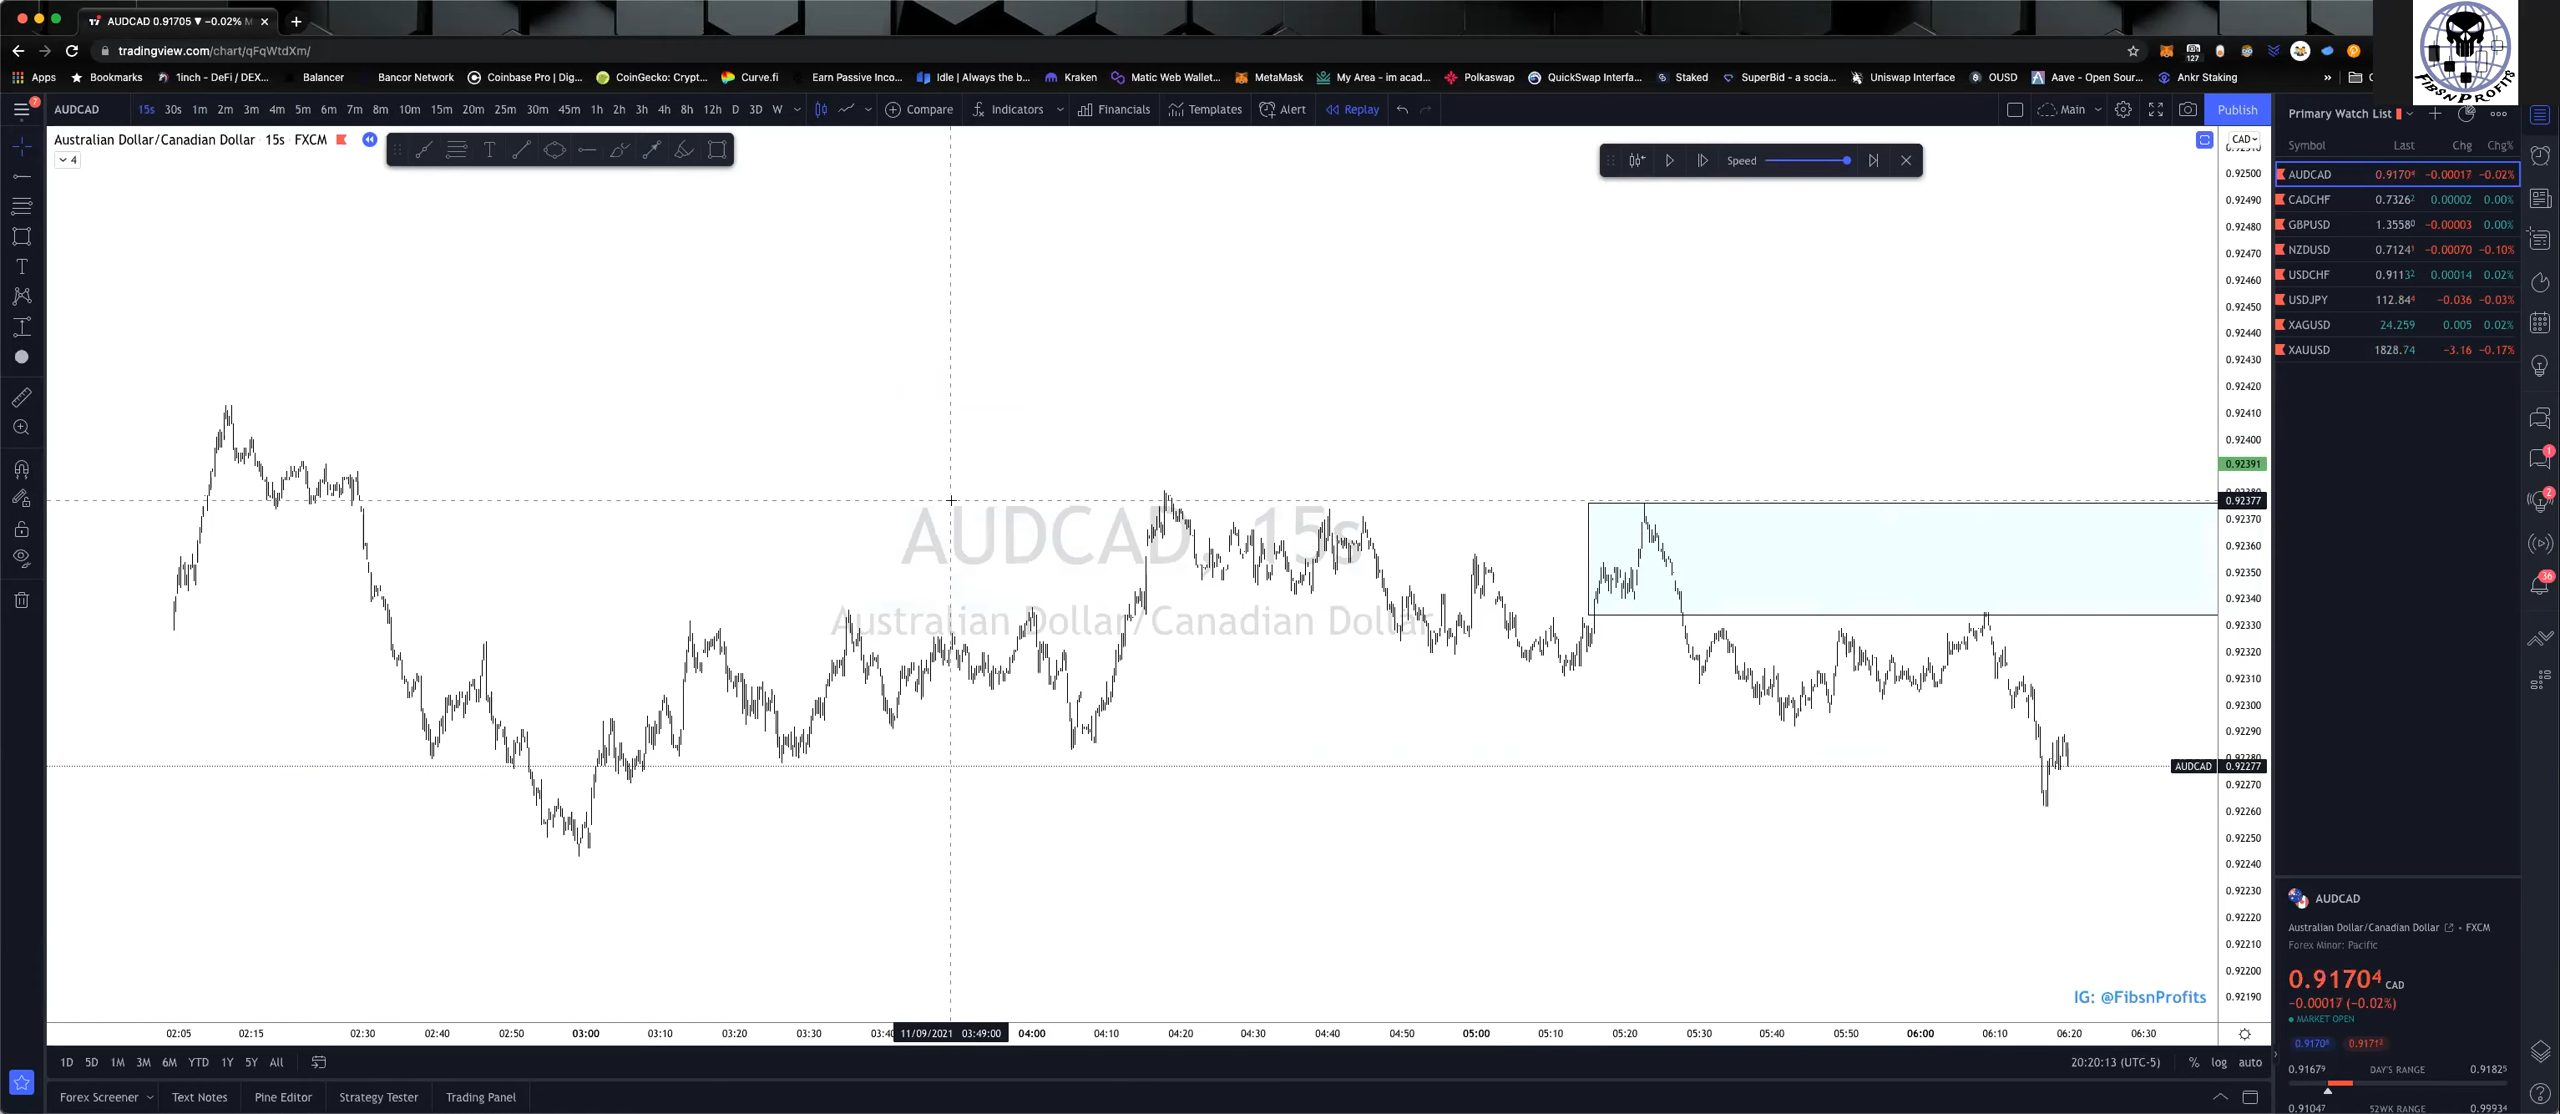 AUDCAD 0.91705 ▼ −0.02% M
tradingview.com/chart/qFqWtdXm/
127
Apps Bookmarks 1inch - DeFi / DEX... Balancer Bancor Network Coinbase Pro | Dig... CoinGecko: Crypt... Curve.fi Earn Passive Inco... Idle | Always the b... Kraken Matic Web Wallet... MetaMask My Area - im acad... Polkaswap QuickSwap Interfa... Staked SuperBid - a socia... Uniswap Interface OUSD Aave - Open Sour... Ankr Staking »
FIBSNPROFITS
7
AUDCAD 15s 30s 1m 2m 3m 4m 5m 6m 7m 8m 10m 15m 20m 25m 30m 45m 1h 2h 3h 4h 8h 12h D 3D W Compare Indicators Financials Templates Alert Replay Main Publish
Australian Dollar/Canadian Dollar · 15s · FXCM
4
Speed
CAD
0.92500
0.92490
0.92480
0.92470
0.92460
0.92450
0.92440
0.92430
0.92420
0.92410
0.92400
0.92391
0.92377
0.92370
0.92360
0.92350
0.92340
0.92330
0.92320
0.92310
0.92300
0.92290
0.92280
AUDCAD 0.92277
0.92270
0.92260
0.92250
0.92240
0.92230
0.92220
0.92210
0.92200
0.92190
AUDCAD, 15s
Australian Dollar/Canadian Dollar
IG: @FibsnProfits
02:05 02:15 02:30 02:40 02:50 03:00 03:10 03:20 03:30 03:40 11/09/2021 03:49:00 04:00 04:10 04:20 04:30 04:40 04:50 05:00 05:10 05:20 05:30 05:40 05:50 06:00 06:10 06:20 06:30
1D 5D 1M 3M 6M YTD 1Y 5Y All 20:20:13 (UTC-5) % log auto
Forex Screener Text Notes Pine Editor Strategy Tester Trading Panel
Primary Watch List
Symbol Last Chg Chg%
AUDCAD 0.91704 −0.00017 −0.02%
CADCHF 0.73262 0.00002 0.00%
GBPUSD 1.35580 −0.00003 0.00%
NZDUSD 0.71241 −0.00070 −0.10%
USDCHF 0.91132 0.00014 0.02%
USDJPY 112.844 −0.036 −0.03%
XAGUSD 24.259 0.005 0.02%
XAUUSD 1828.74 −3.16 −0.17%
1
2
36
AUDCAD
Australian Dollar/Canadian Dollar • FXCM
Forex Minor: Pacific
0.91704 CAD
−0.00017 (−0.02%)
MARKET OPEN
0.91679 DAY'S RANGE 0.91825
0.91047 52WK RANGE 0.99934